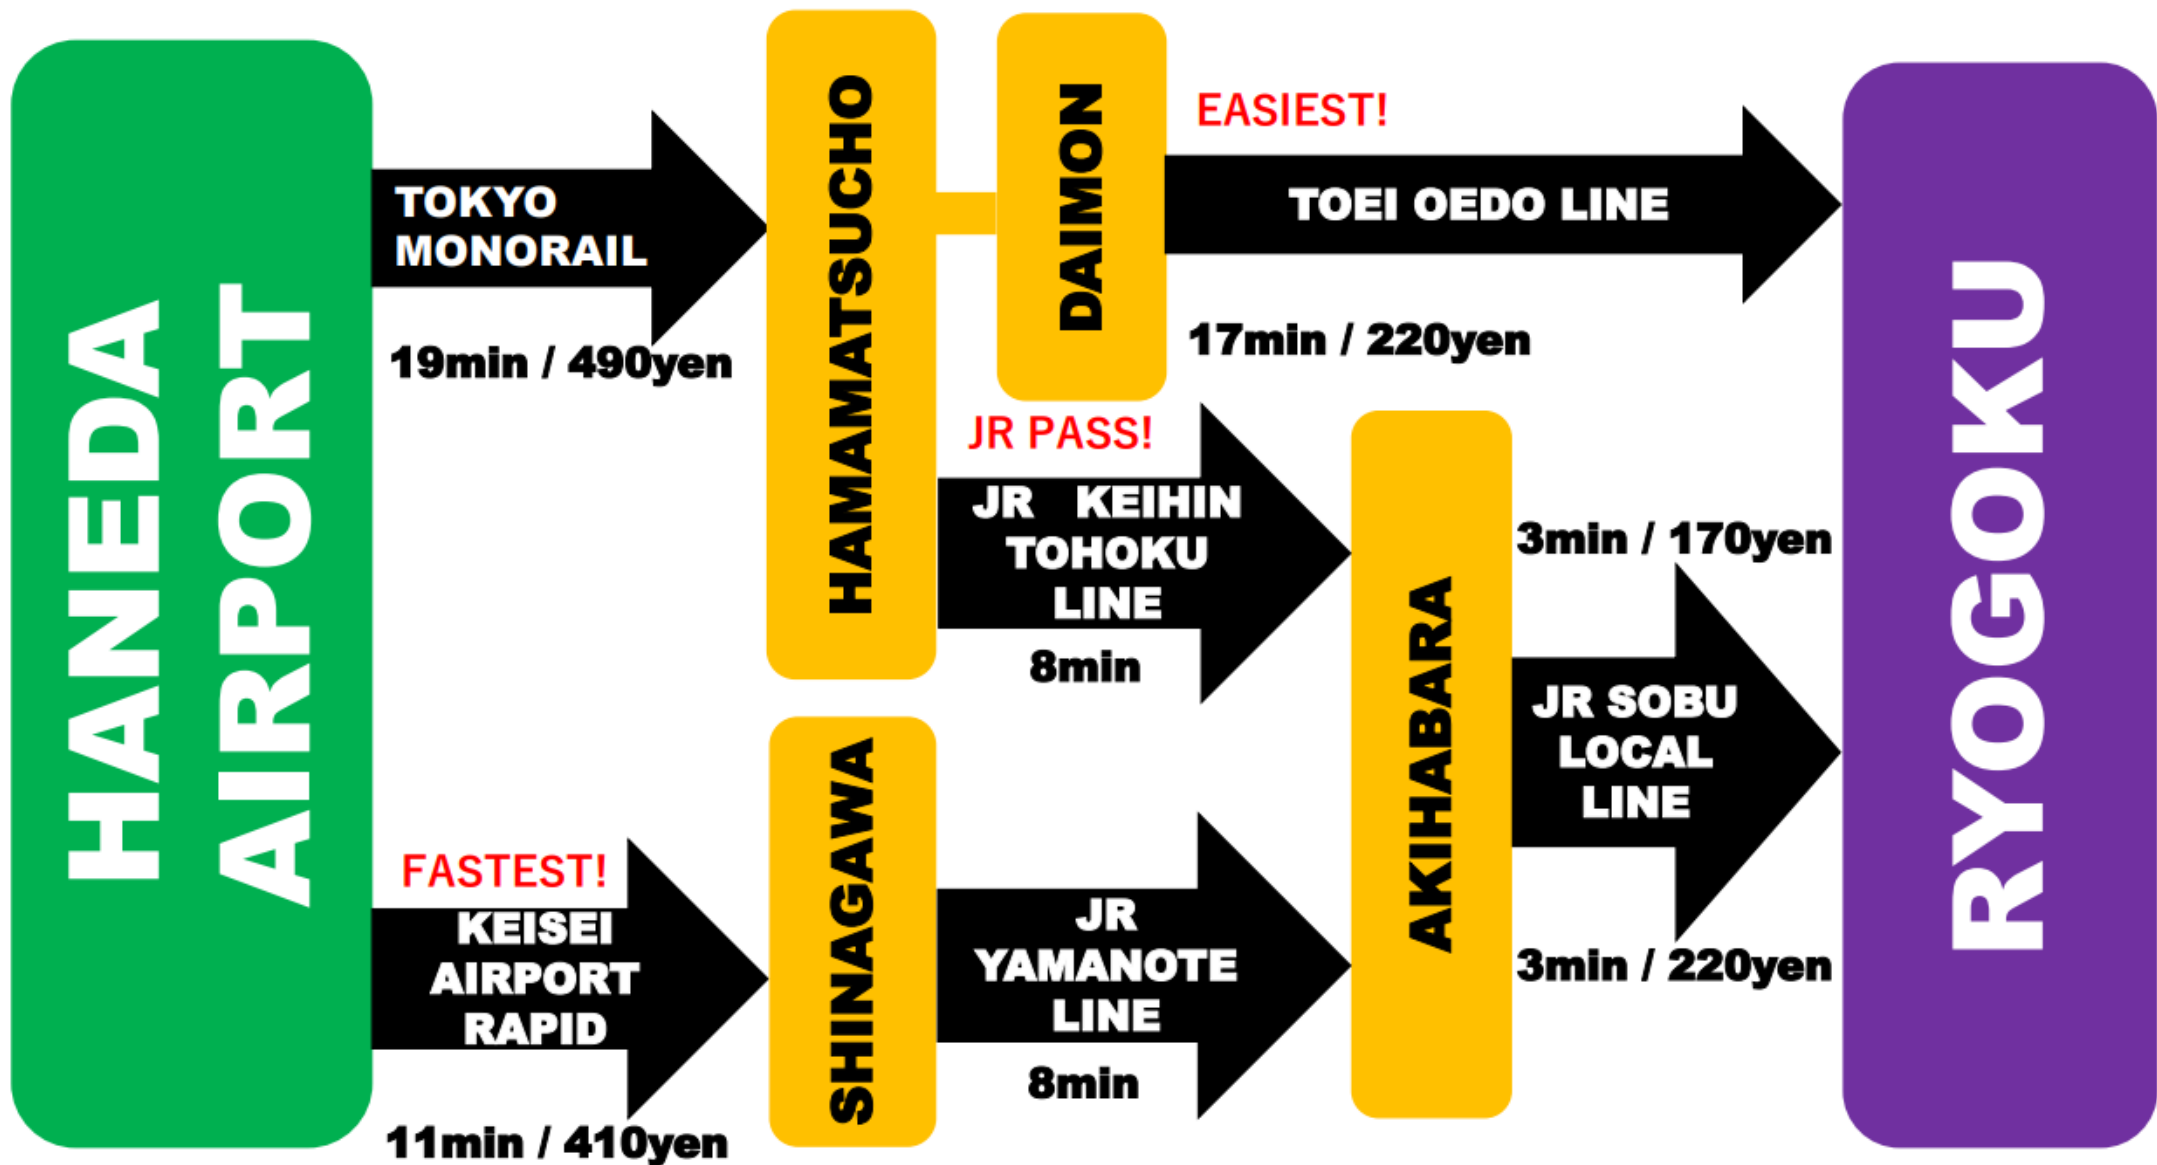 HANEDA
AIRPORT
TOKYO
MONORAIL
19min / 490yen
HAMAMATSUCHO
DAIMON
EASIEST!
TOEI OEDO LINE
17min / 220yen
JR PASS!
JR KEIHIN
TOHOKU
LINE
8min
FASTEST!
KEISEI
AIRPORT
RAPID
11min / 410yen
SHINAGAWA
JR
YAMANOTE
LINE
8min
AKIHABARA
3min / 170yen
JR SOBU
LOCAL
LINE
3min / 220yen
RYOGOKU